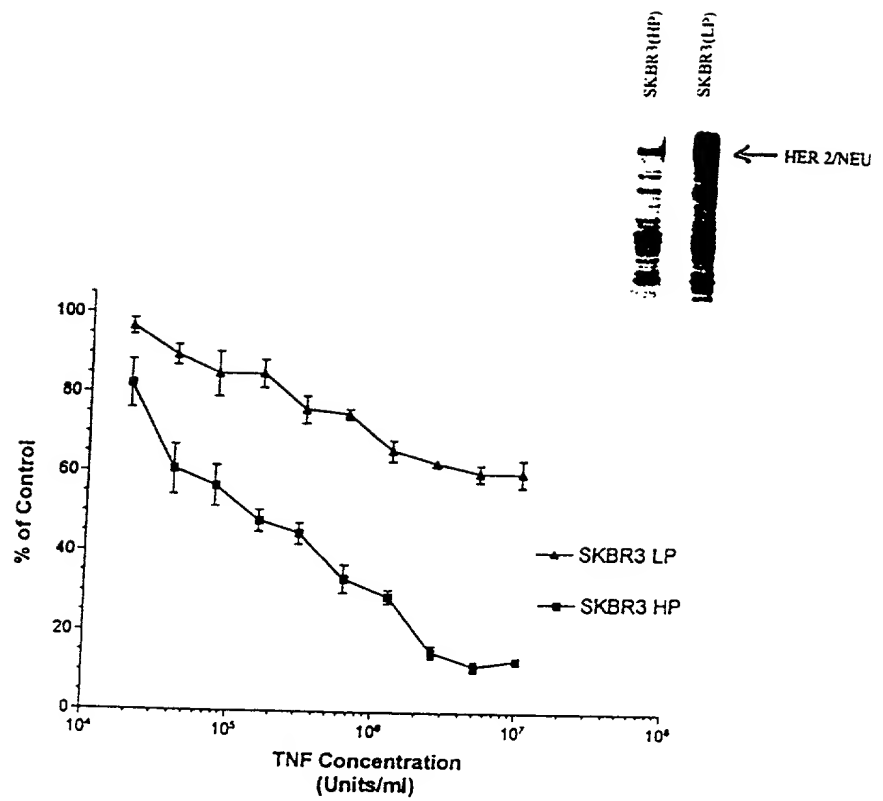 SKBR3(HP)
SKBR3(LP)
HER 2/NEU
100
80
60
40
20
0
% of Control
SKBR3 LP
SKBR3 HP
10⁴
10⁵
10⁶
10⁷
10⁸
TNF Concentration
(Units/ml)